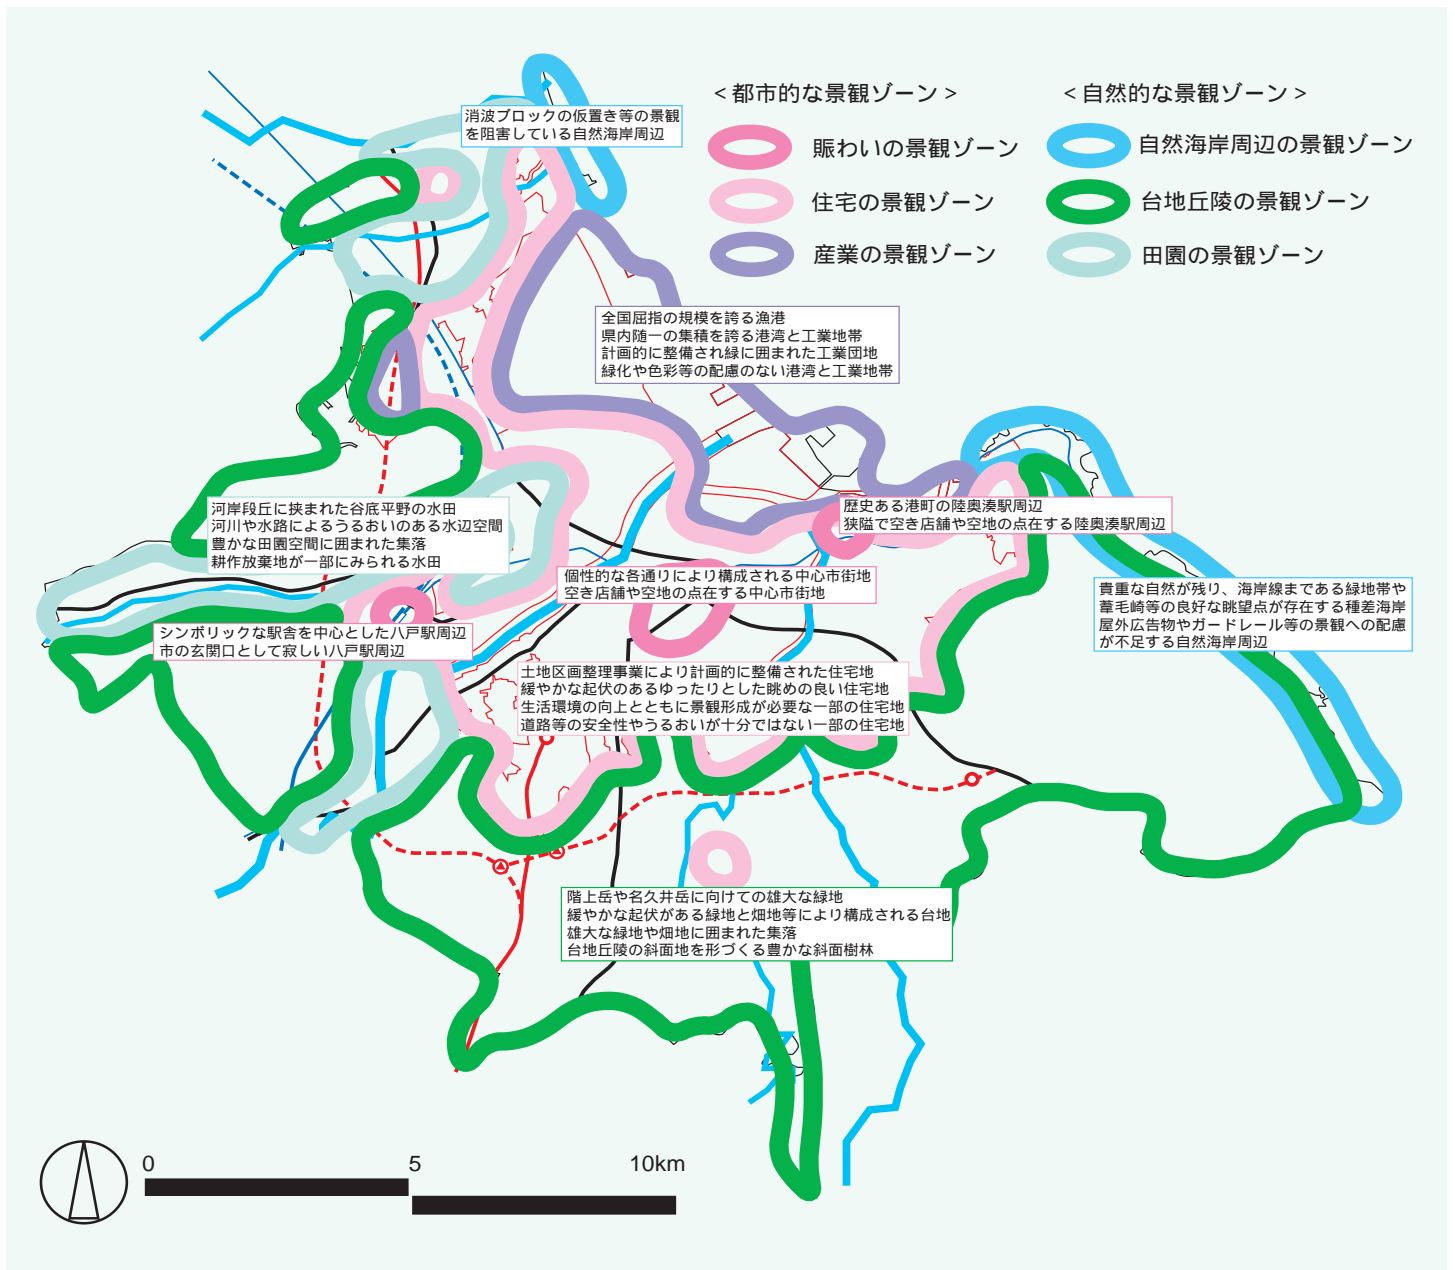 ＜都市的な景観ゾーン＞
賑わいの景観ゾーン
住宅の景観ゾーン
産業の景観ゾーン
＜自然的な景観ゾーン＞
自然海岸周辺の景観ゾーン
台地丘陵の景観ゾーン
田園の景観ゾーン
消波ブロックの仮置き等の景観
を阻害している自然海岸周辺
全国屈指の規模を誇る漁港
県内随一の集積を誇る港湾と工業地帯
計画的に整備され緑に囲まれた工業団地
緑化や色彩等の配慮のない港湾と工業地帯
河岸段丘に挟まれた谷底平野の水田
河川や水路によるうるおいのある水辺空間
豊かな田園空間に囲まれた集落
耕作放棄地が一部にみられる水田
歴史ある港町の陸奥湊駅周辺
狭隘で空き店舗や空地の点在する陸奥湊駅周辺
個性的な各通りにより構成される中心市街地
空き店舗や空地の点在する中心市街地
貴重な自然が残り、海岸線まである緑地帯や
葦毛崎等の良好な眺望点が存在する種差海岸
屋外広告物やガードレール等の景観への配慮
が不足する自然海岸周辺
シンボリックな駅舎を中心とした八戸駅周辺
市の玄関口として寂しい八戸駅周辺
土地区画整理事業により計画的に整備された住宅地
緩やかな起伏のあるゆったりとした眺めの良い住宅地
生活環境の向上とともに景観形成が必要な一部の住宅地
道路等の安全性やうるおいが十分ではない一部の住宅地
階上岳や名久井岳に向けての雄大な緑地
緩やかな起伏がある緑地と畑地等により構成される台地
雄大な緑地や畑地に囲まれた集落
台地丘陵の斜面地を形づくる豊かな斜面樹林
0 5 10km